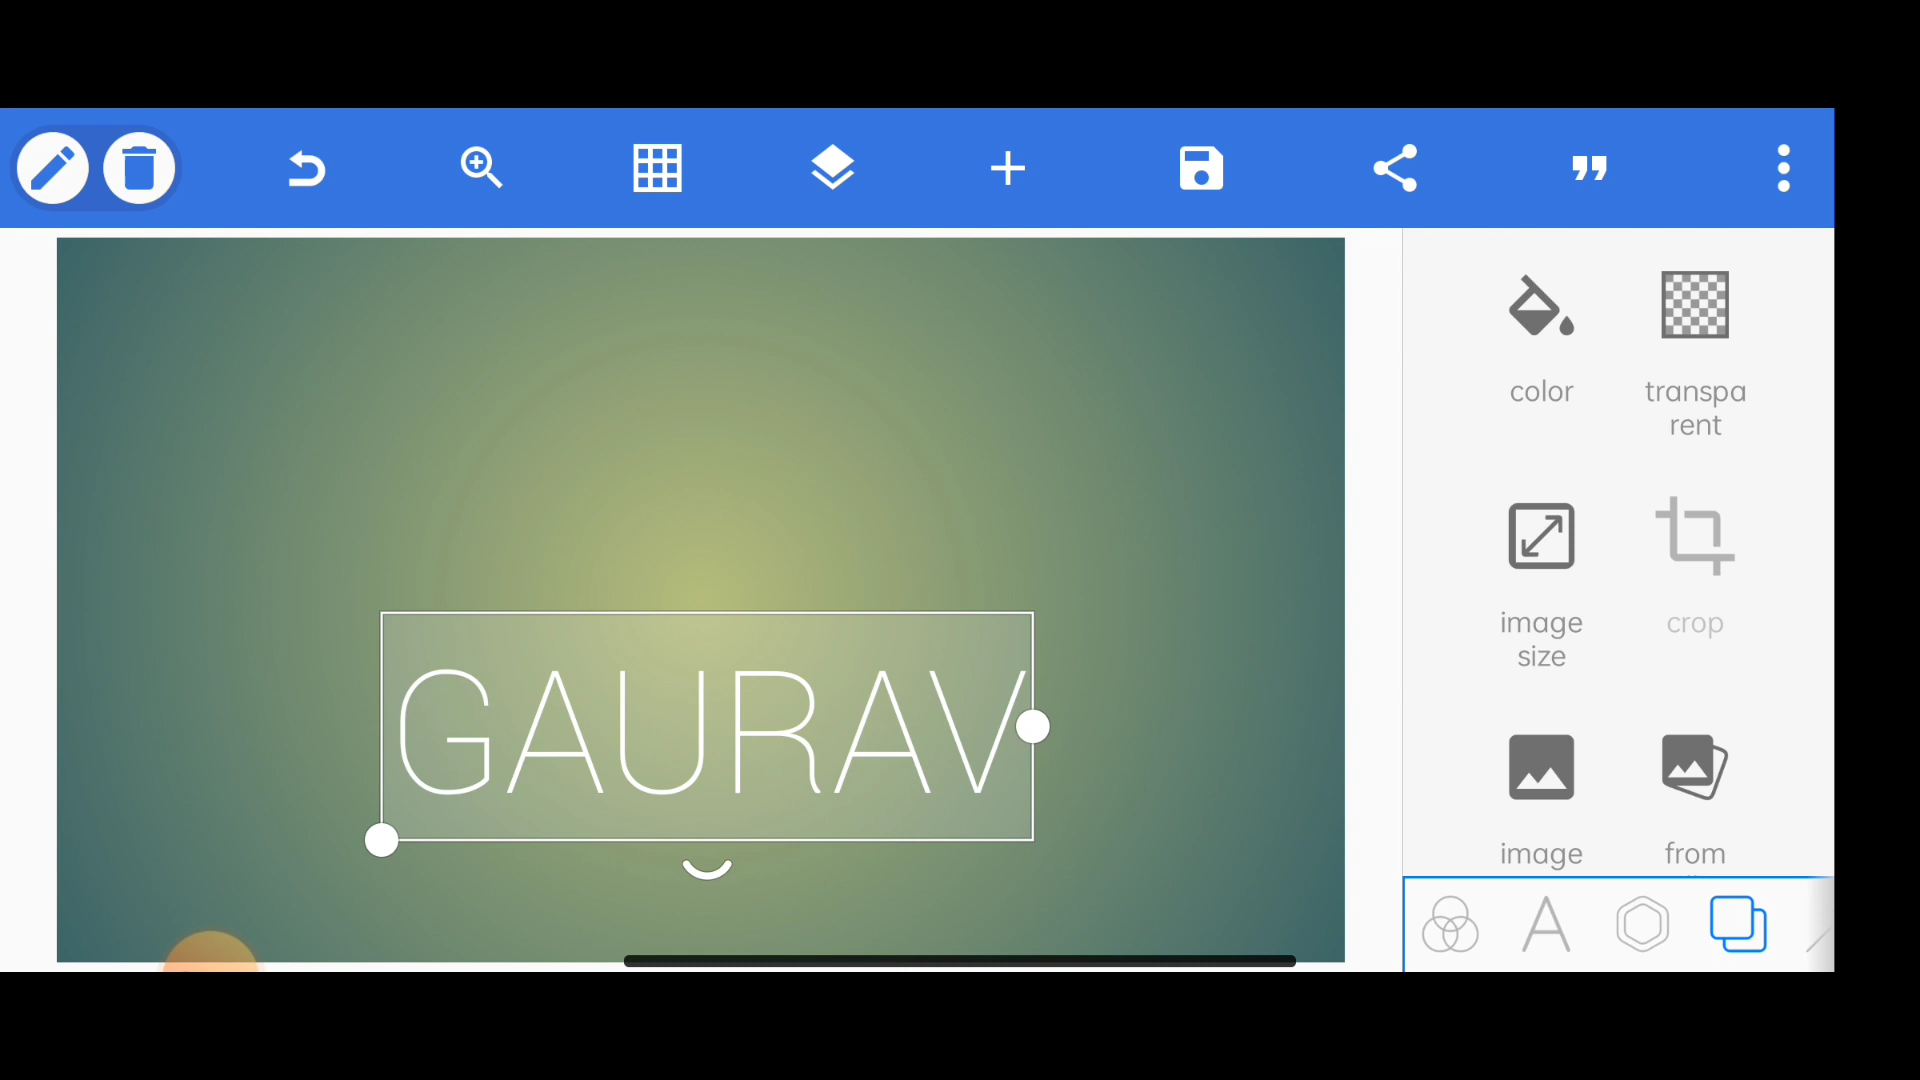 color
transpa
rent
image
size
crop
GAURAV
image
from